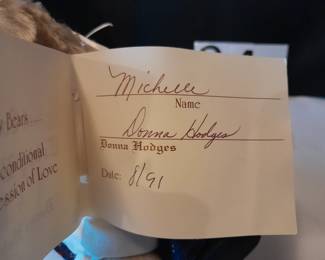 y Bears
conditional
ession of Love
Michelle
Name
Donna Hodges
Donna Hodges
Date: 8/91